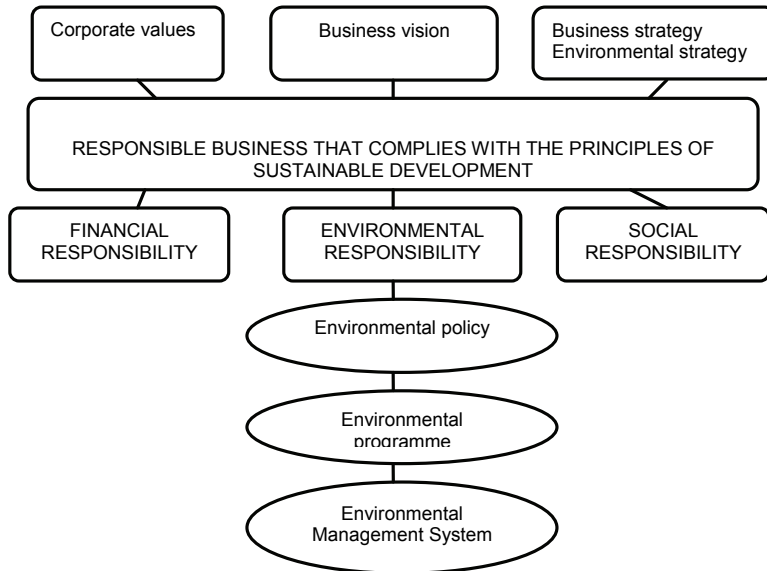 Corporate values
Business vision
Business strategy
Environmental strategy
RESPONSIBLE BUSINESS THAT COMPLIES WITH THE PRINCIPLES OF
SUSTAINABLE DEVELOPMENT
FINANCIAL
RESPONSIBILITY
ENVIRONMENTAL
RESPONSIBILITY
SOCIAL
RESPONSIBILITY
Environmental policy
Environmental
programme
Environmental
Management System